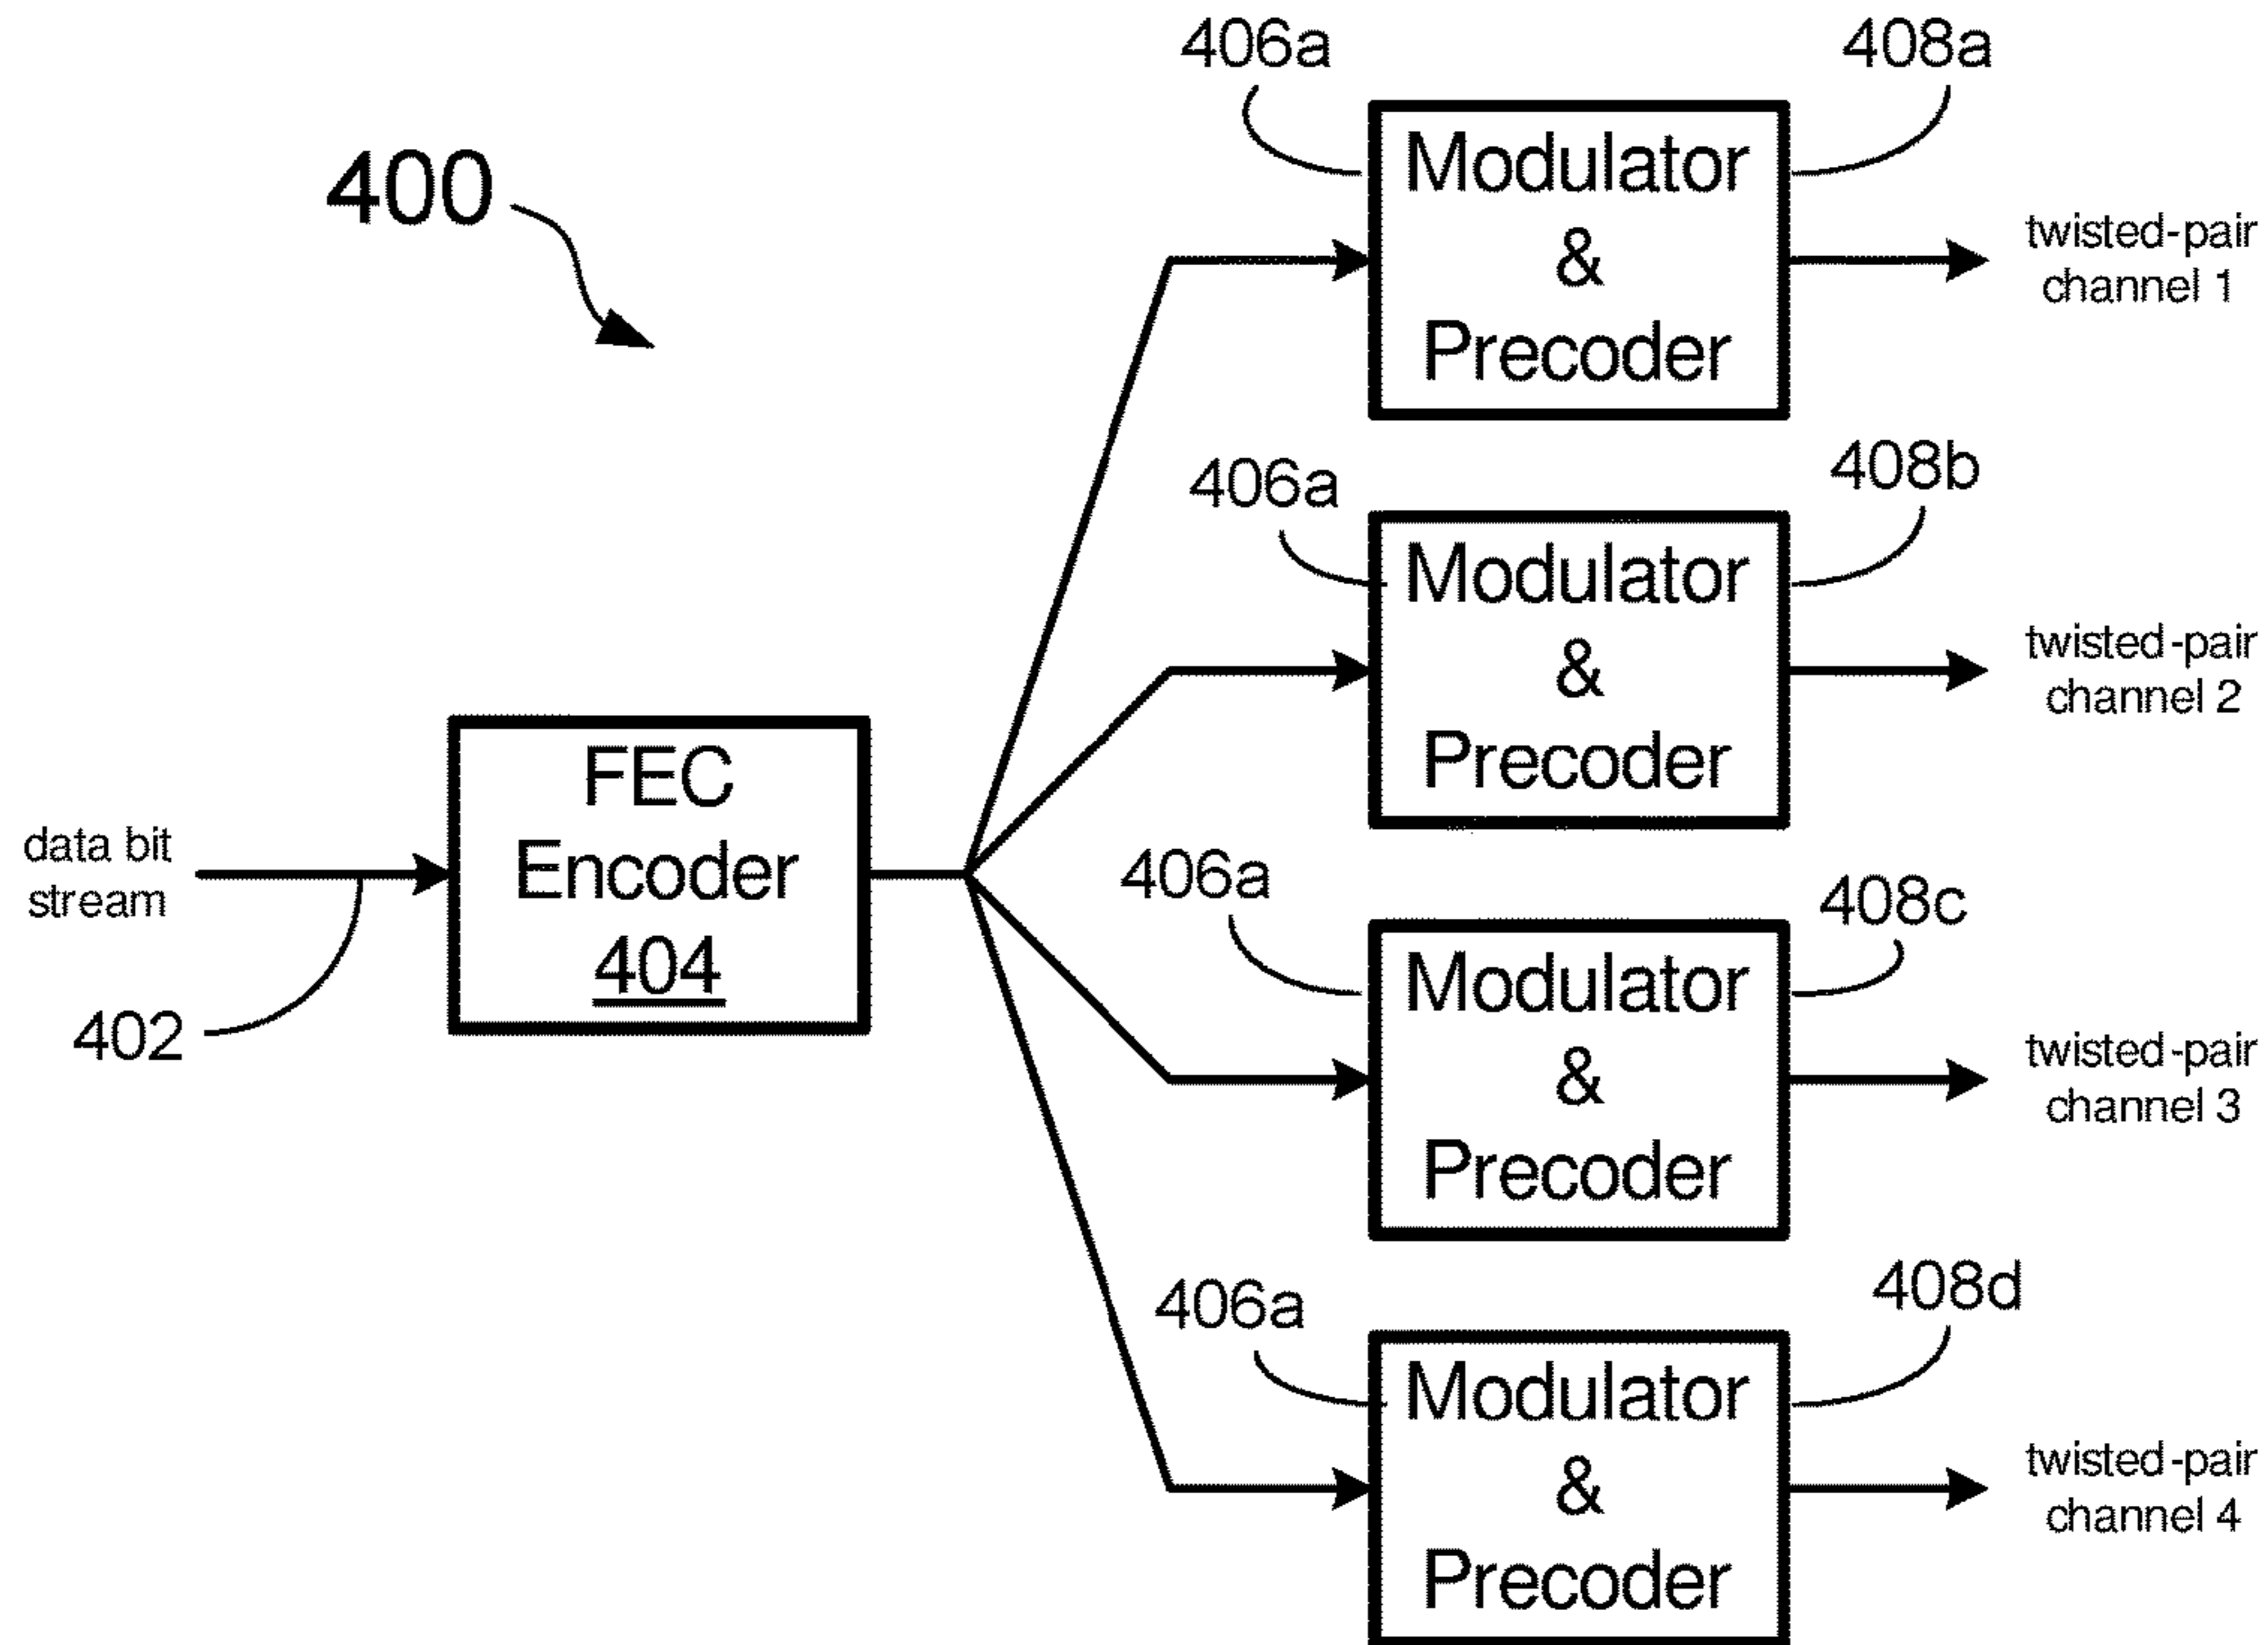 400
data bit
stream
402
FEC
Encoder
404
406a
408a
Modulator
&
Precoder
twisted-pair
channel 1
406a
408b
Modulator
&
Precoder
twisted-pair
channel 2
406a
408c
Modulator
&
Precoder
twisted-pair
channel 3
406a
408d
Modulator
&
Precoder
twisted-pair
channel 4